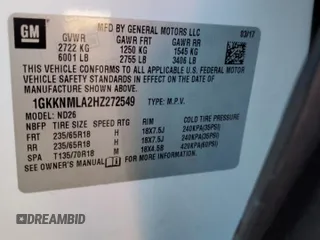 GM
MFD BY GENERAL MOTORS LLC 03/17
GVWR GAWR FRT GAWR RR
2722 KG 1250 KG 1545 KG
6001 LB 2755 LB 3406 LB
THIS VEHICLE CONFORMS TO ALL APPLICABLE U.S. FEDERAL MOTOR
VEHICLE SAFETY STANDARDS IN EFFECT ON THE DATE OF
MANUFACTURE SHOWN ABOVE.
1GKKNMLA2HZ272549 TYPE: M.P.V.
MODEL: ND26
NBFP TIRE SIZE SPEED RTG RIM COLD TIRE PRESSURE
FRT 235/65R18 H 18X7.5J 240KPA(35PSI)
RR 235/65R18 H 18X7.5J 240KPA(35PSI)
SPA T135/70R18 M 18X4.5B 420KPA(60PSI)
SEE OWNER'S MANUAL
DREAMBID